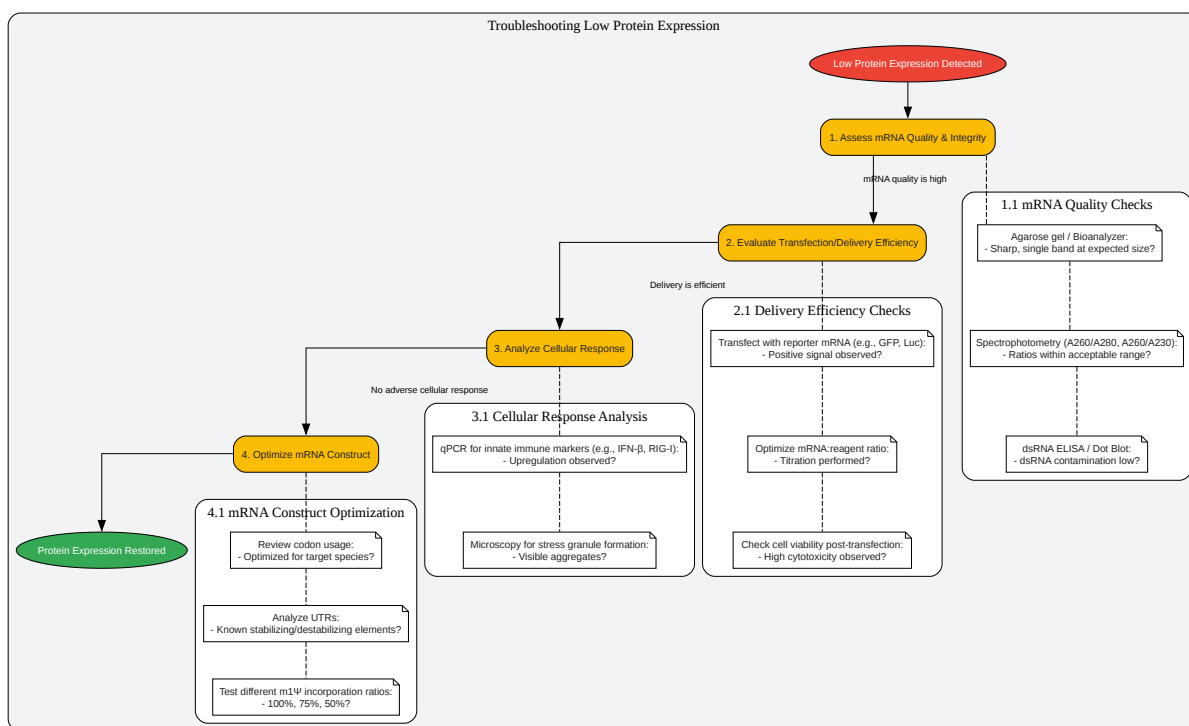 Troubleshooting Low Protein Expression
Low Protein Expression Detected
1. Assess mRNA Quality & Integrity
mRNA quality is high
1.1 mRNA Quality Checks
Agarose gel / Bioanalyzer:
- Sharp, single band at expected size?
Spectrophotometry (A260/A280, A260/A230):
- Ratios within acceptable range?
dsRNA ELISA / Dot Blot:
- dsRNA contamination low?
2. Evaluate Transfection/Delivery Efficiency
Delivery is efficient
2.1 Delivery Efficiency Checks
Transfect with reporter mRNA (e.g., GFP, Luc):
- Positive signal observed?
Optimize mRNA:reagent ratio:
- Titration performed?
Check cell viability post-transfection:
- High cytotoxicity observed?
3. Analyze Cellular Response
No adverse cellular response
3.1 Cellular Response Analysis
qPCR for innate immune markers (e.g., IFN-β, RIG-I):
- Upregulation observed?
Microscopy for stress granule formation:
- Visible aggregates?
4. Optimize mRNA Construct
4.1 mRNA Construct Optimization
Review codon usage:
- Optimized for target species?
Analyze UTRs:
- Known stabilizing/destabilizing elements?
Test different m1Ψ incorporation ratios:
- 100%, 75%, 50%?
Protein Expression Restored